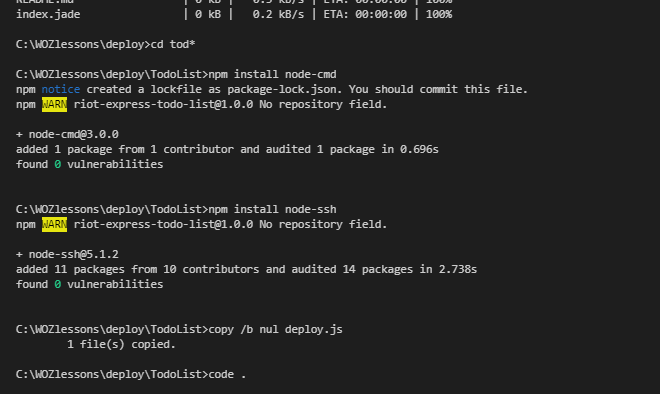 README.md | 0 kB | 0.5 kB/s | ETA: 00:00:00 | 100%
index.jade | 0 kB | 0.2 kB/s | ETA: 00:00:00 | 100%
C:\WOZlessons\deploy>cd tod*
C:\WOZlessons\deploy\TodoList>npm install node-cmd
npm notice created a lockfile as package-lock.json. You should commit this file.
npm WARN riot-express-todo-list@1.0.0 No repository field.
+ node-cmd@3.0.0
added 1 package from 1 contributor and audited 1 package in 0.696s
found 0 vulnerabilities
C:\WOZlessons\deploy\TodoList>npm install node-ssh
npm WARN riot-express-todo-list@1.0.0 No repository field.
+ node-ssh@5.1.2
added 11 packages from 10 contributors and audited 14 packages in 2.738s
found 0 vulnerabilities
C:\WOZlessons\deploy\TodoList>copy /b nul deploy.js
1 file(s) copied.
C:\WOZlessons\deploy\TodoList>code .